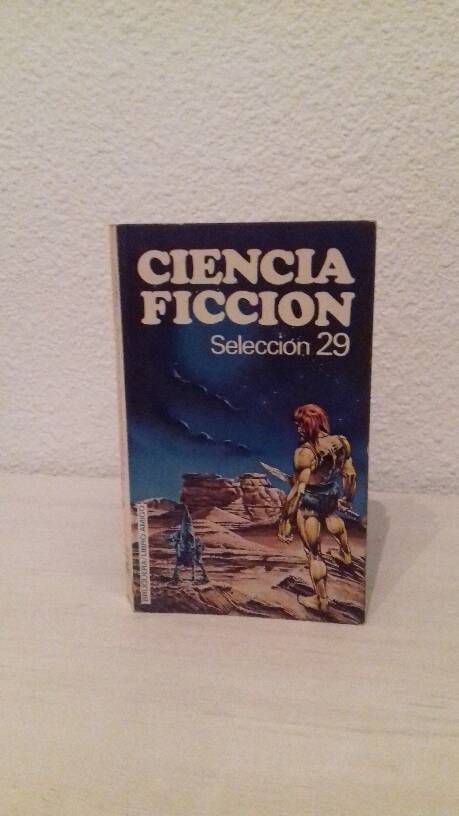 CIENCIA
FICCION
Selección 29
BRUGUERA/LIBRO AMIGO